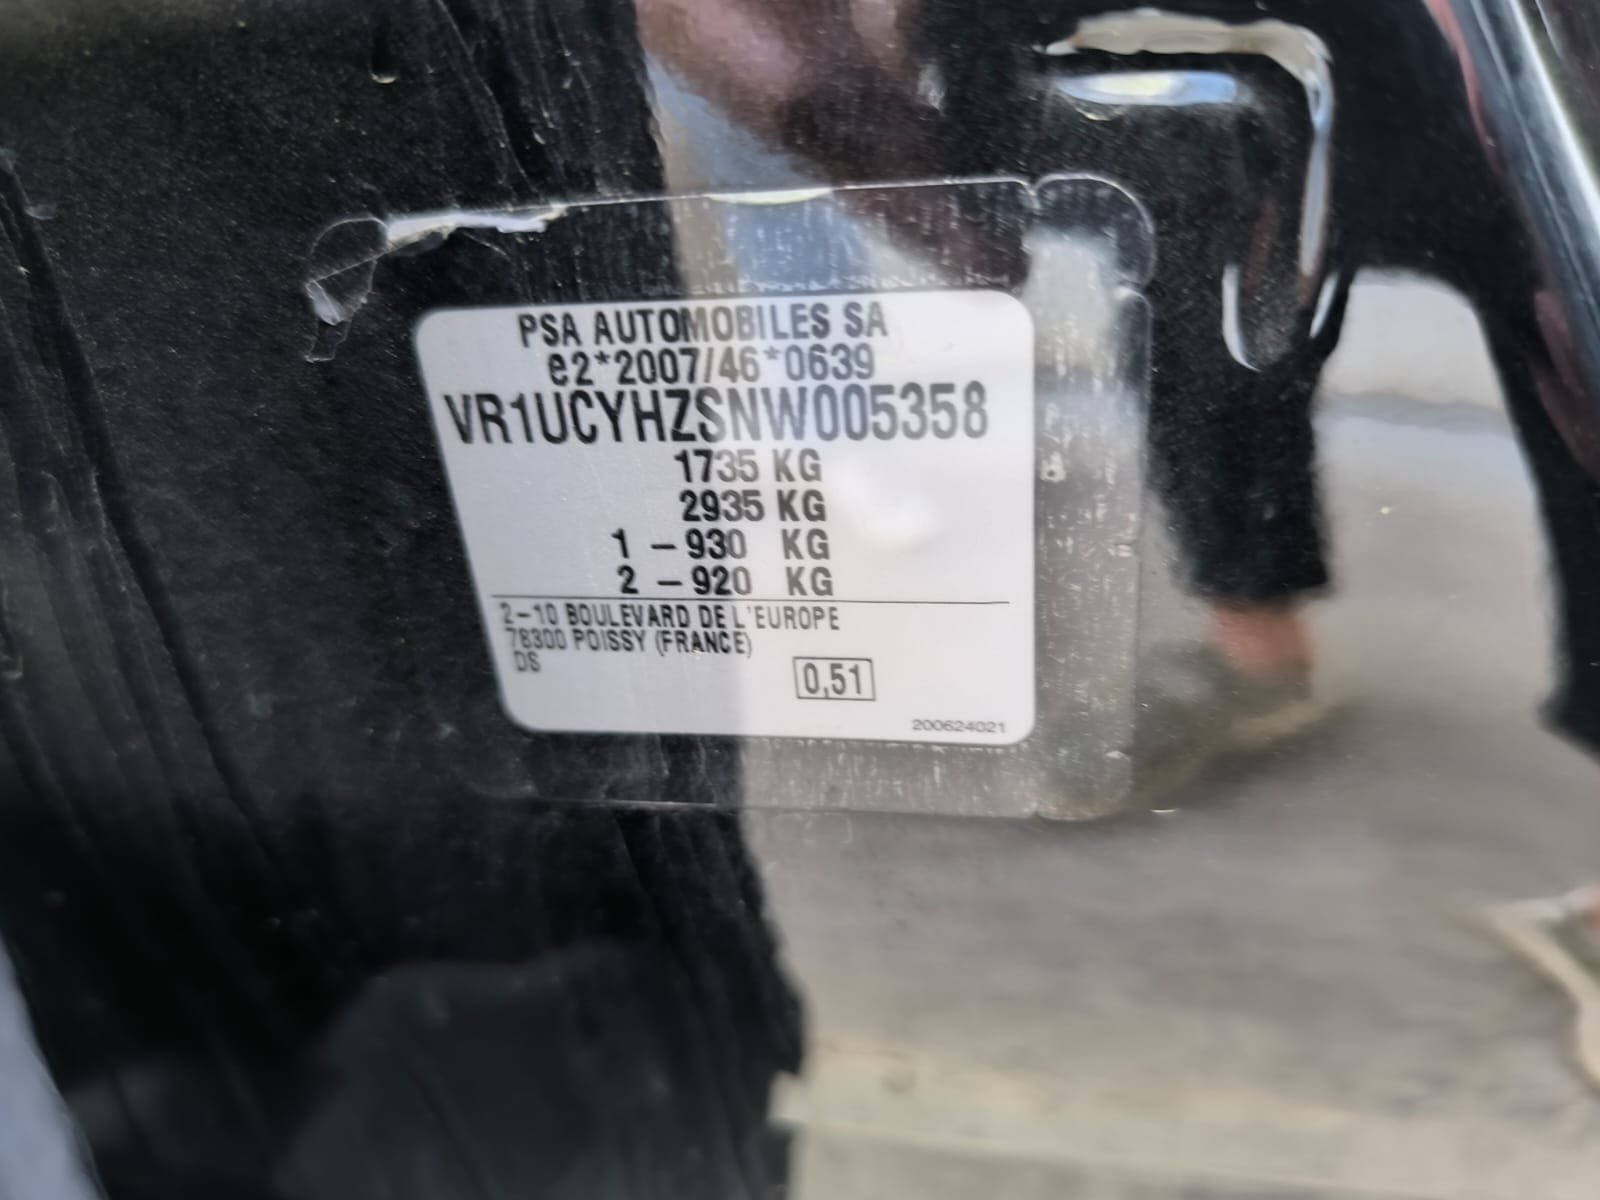 PSA AUTOMOBILES SA
e2*2007/46*0639
VR1UCYHZSNW005358
1735 KG
2935 KG
1 – 930 KG
2 – 920 KG
2–10 BOULEVARD DE L'EUROPE
78300 POISSY (FRANCE)
DS
0,51
200624021